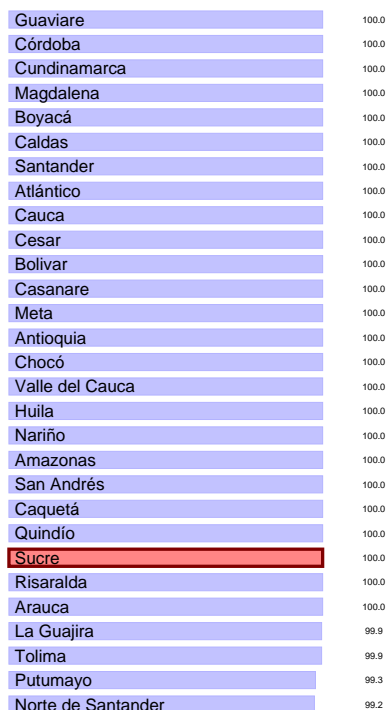 Guaviare 100.0
Córdoba 100.0
Cundinamarca 100.0
Magdalena 100.0
Boyacá 100.0
Caldas 100.0
Santander 100.0
Atlántico 100.0
Cauca 100.0
Cesar 100.0
Bolivar 100.0
Casanare 100.0
Meta 100.0
Antioquia 100.0
Chocó 100.0
Valle del Cauca 100.0
Huila 100.0
Nariño 100.0
Amazonas 100.0
San Andrés 100.0
Caquetá 100.0
Quindío 100.0
Sucre 100.0
Risaralda 100.0
Arauca 100.0
La Guajira 99.9
Tolima 99.9
Putumayo 99.3
Norte de Santander 99.2